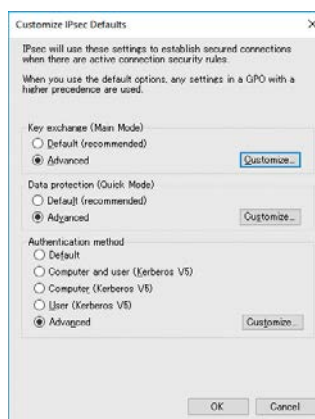 Customize IPsec Defaults
IPsec will use these settings to establish secured connections
when there are active connection security rules.
When you use the default options, any settings in a GPO with a
higher precedence are used.
Key exchange (Main Mode)
Default (recommended)
Advanced
Customize...
Data protection (Quick Mode)
Default (recommended)
Advanced
Customize...
Authentication method
Default
Computer and user (Kerberos V5)
Computer (Kerberos V5)
User (Kerberos V5)
Advanced
Customize...
OK
Cancel